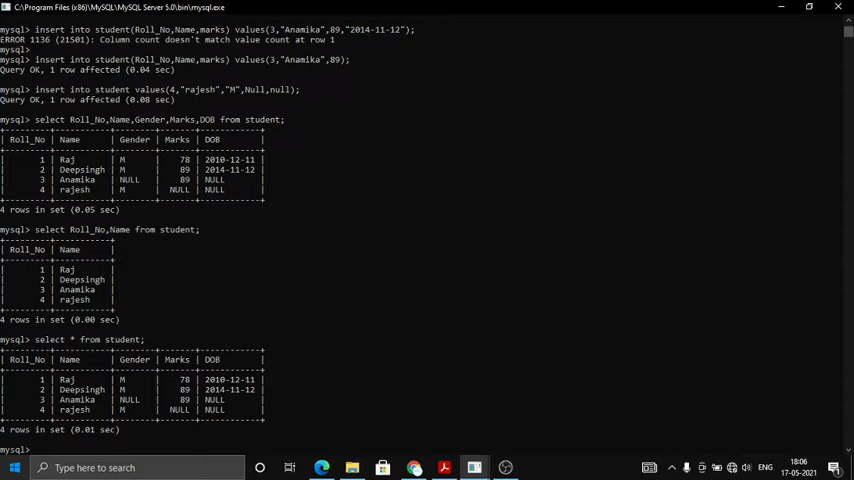 C:\Program Files (x86)\MySQL\MySQL Server 5.0\bin\mysql.exe
mysql> insert into student(Roll_No,Name,marks) values(3,"Anamika",89,"2014-11-12");
ERROR 1136 (21S01): Column count doesn't match value count at row 1
mysql>
mysql> insert into student(Roll_No,Name,marks) values(3,"Anamika",89);
Query OK, 1 row affected (0.04 sec)
mysql> insert into student values(4,"rajesh","M",Null,null);
Query OK, 1 row affected (0.08 sec)
mysql> select Roll_No,Name,Gender,Marks,DOB from student;
+---------+-----------+--------+-------+------------+
| Roll_No | Name      | Gender | Marks | DOB        |
+---------+-----------+--------+-------+------------+
|       1 | Raj       | M      |    78 | 2010-12-11 |
|       2 | Deepsingh | M      |    89 | 2014-11-12 |
|       3 | Anamika   | NULL   |    89 | NULL       |
|       4 | rajesh    | M      |  NULL | NULL       |
+---------+-----------+--------+-------+------------+
4 rows in set (0.05 sec)
mysql> select Roll_No,Name from student;
+---------+-----------+
| Roll_No | Name      |
+---------+-----------+
|       1 | Raj       |
|       2 | Deepsingh |
|       3 | Anamika   |
|       4 | rajesh    |
+---------+-----------+
4 rows in set (0.00 sec)
mysql> select * from student;
+---------+-----------+--------+-------+------------+
| Roll_No | Name      | Gender | Marks | DOB        |
+---------+-----------+--------+-------+------------+
|       1 | Raj       | M      |    78 | 2010-12-11 |
|       2 | Deepsingh | M      |    89 | 2014-11-12 |
|       3 | Anamika   | NULL   |    89 | NULL       |
|       4 | rajesh    | M      |  NULL | NULL       |
+---------+-----------+--------+-------+------------+
4 rows in set (0.01 sec)
mysql>
Type here to search
ENG
18:06
17-05-2021
1